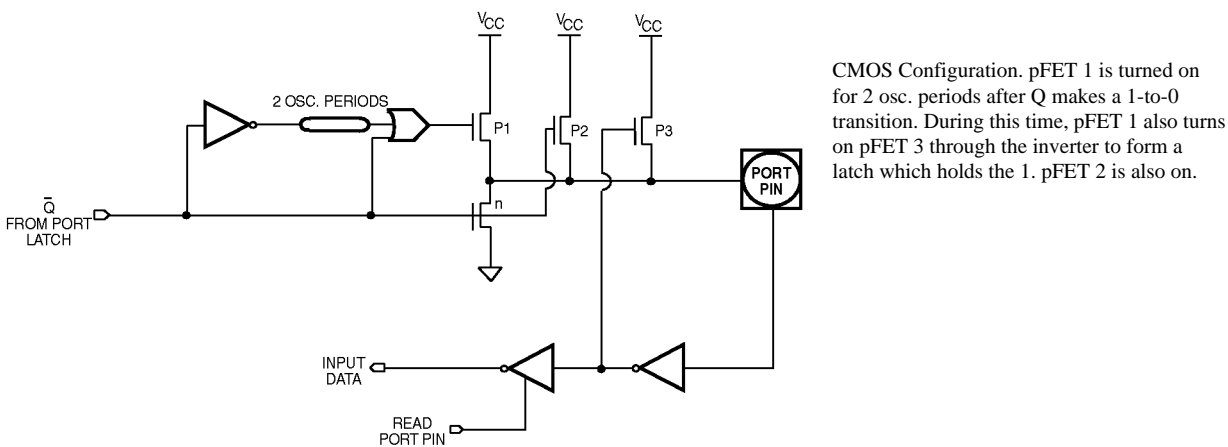 VCC
VCC
VCC
2 OSC. PERIODS
P1
P2
P3
n
PORT
PIN
Q̅
FROM PORT
LATCH
INPUT
DATA
READ
PORT PIN
CMOS Configuration. pFET 1 is turned on
for 2 osc. periods after Q makes a 1-to-0
transition. During this time, pFET 1 also turns
on pFET 3 through the inverter to form a
latch which holds the 1. pFET 2 is also on.